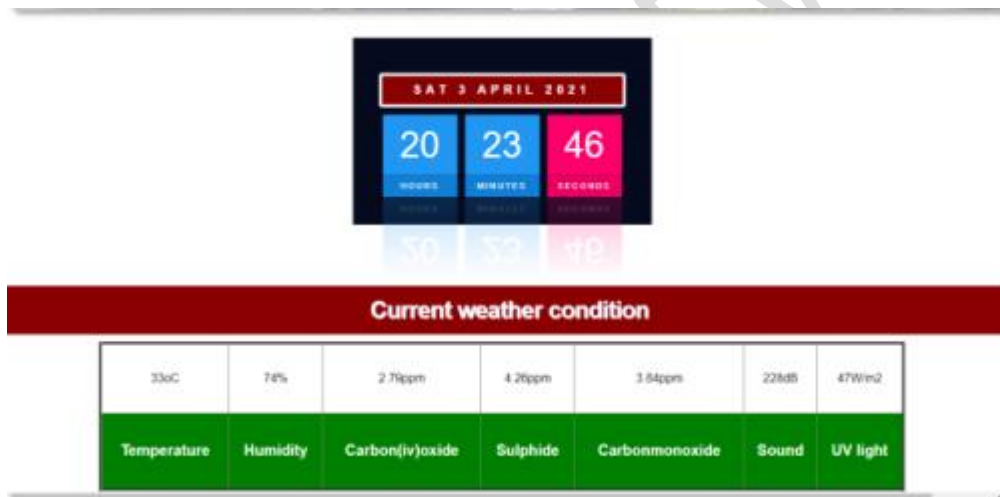 SAT 3 APRIL 2021
20 23 46
HOURS MINUTES SECONDS
Current weather condition
33oC 74% 2.79ppm 4.26ppm 3.64ppm 228dB 47W/m2
Temperature Humidity Carbon(iv)oxide Sulphide Carbonmonoxide Sound UV light